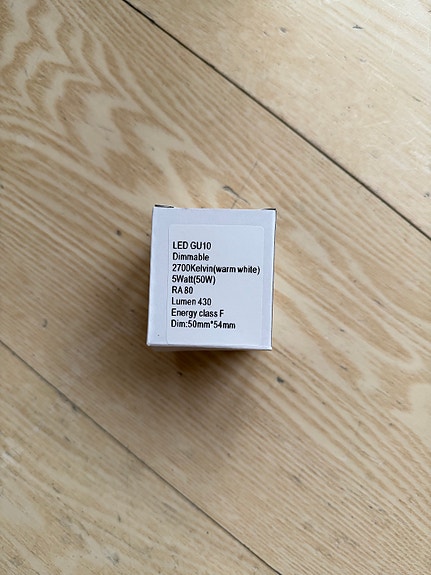 LED GU10
Dimmable
2700Kelvin(warm white)
5Watt(50W)
RA 80
Lumen 430
Energy class F
Dim:50mm*54mm